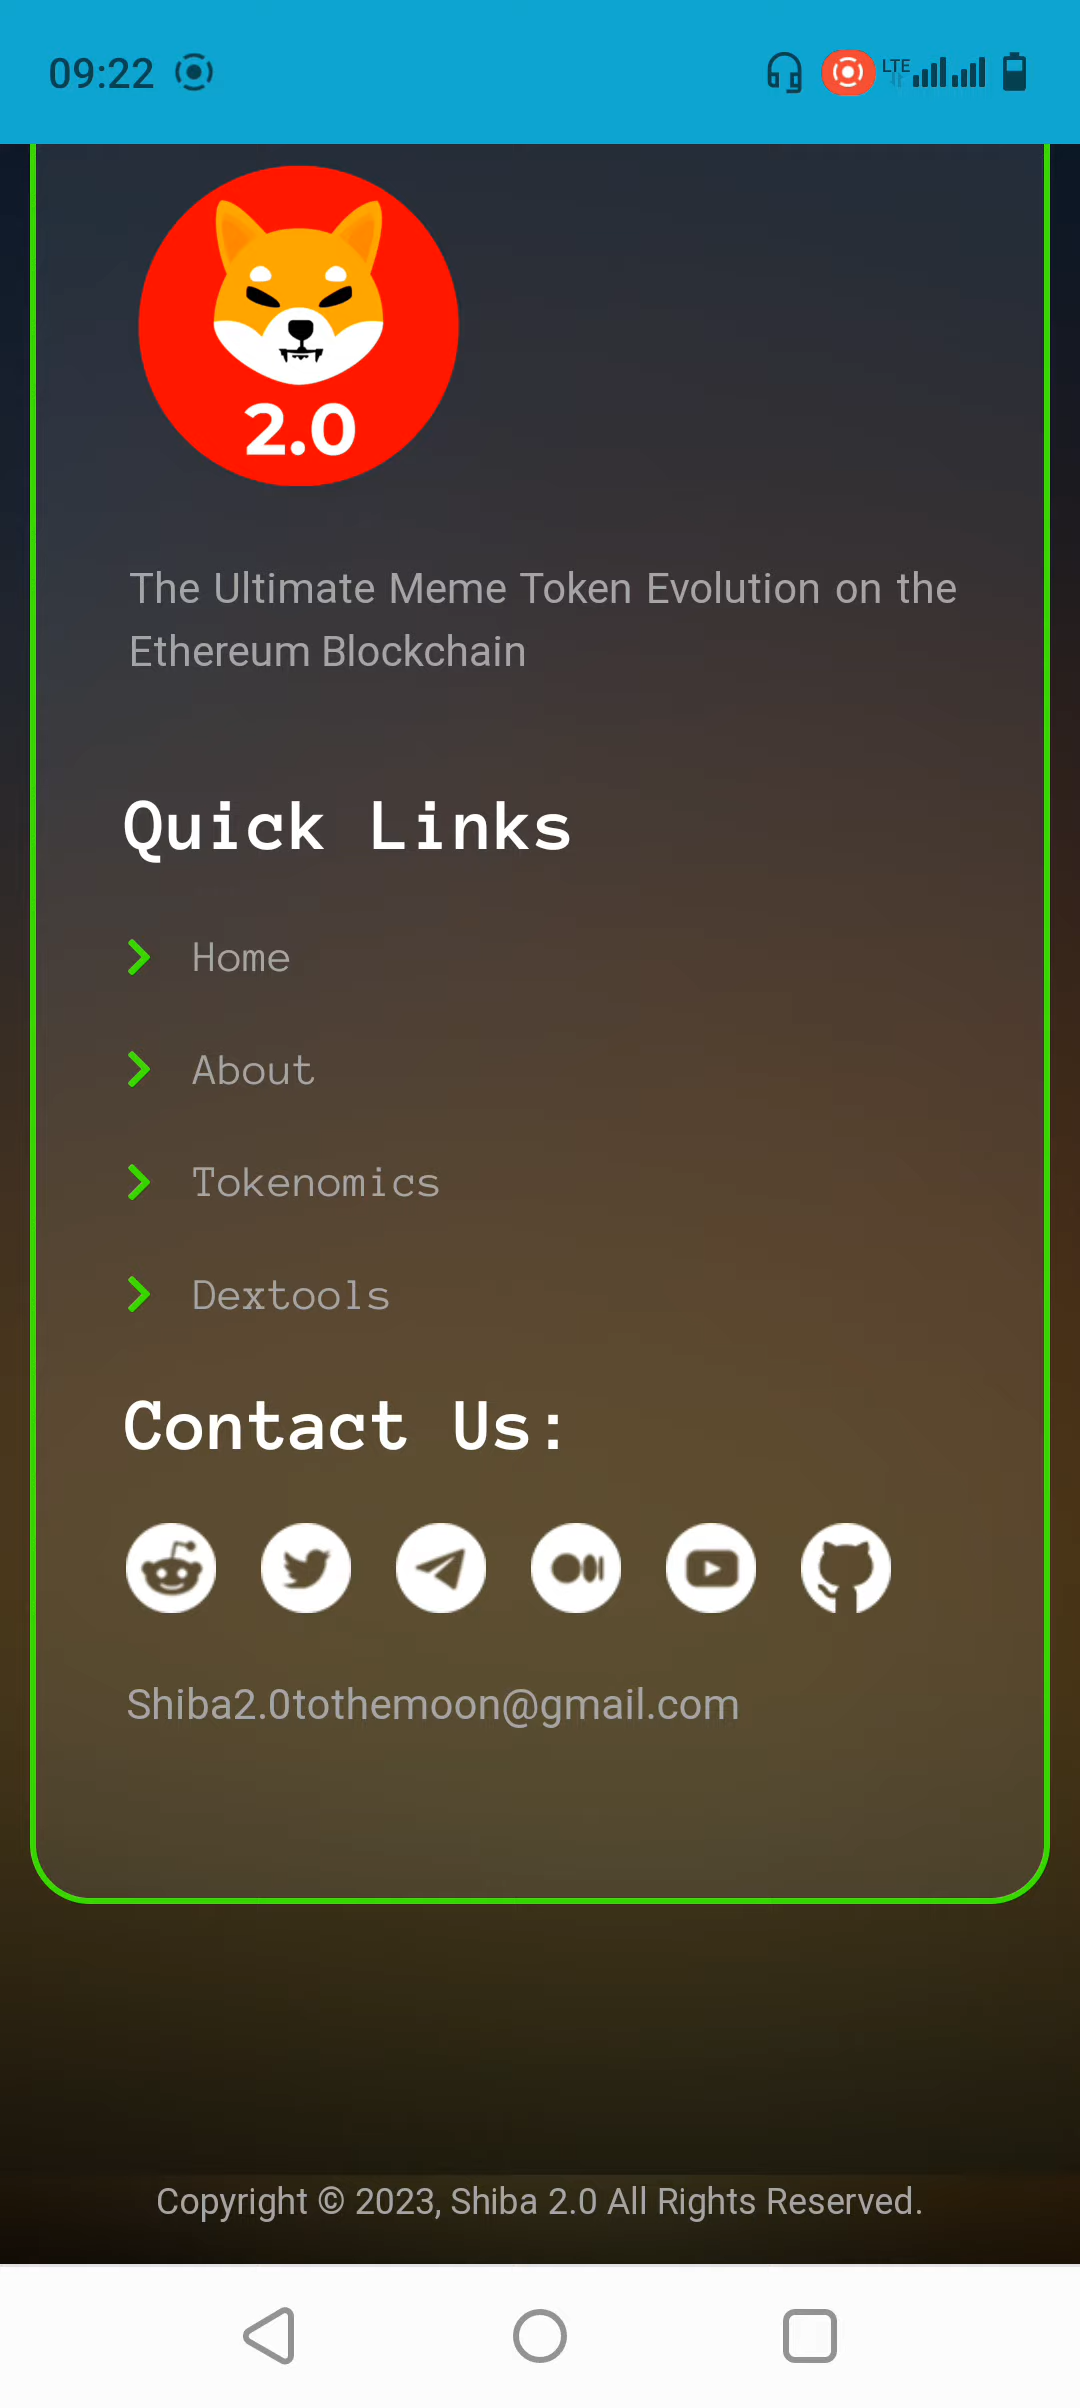 09:22
LTE
2.0
The Ultimate Meme Token Evolution on the
Ethereum Blockchain
Quick Links
Home
About
Tokenomics
Dextools
Contact Us:
Shiba2.0tothemoon@gmail.com
Copyright © 2023, Shiba 2.0 All Rights Reserved.